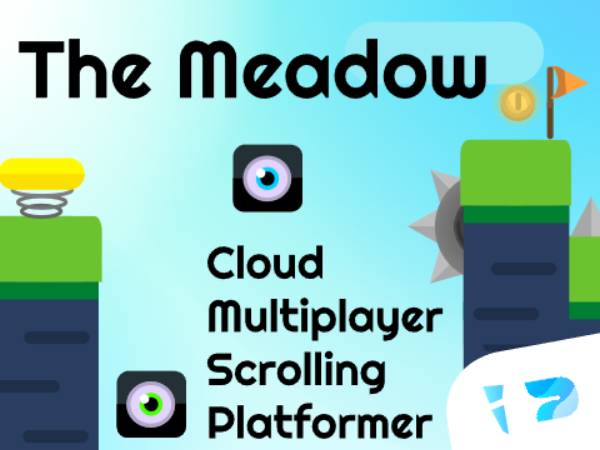 The Meadow
Cloud
Multiplayer
Scrolling
Platformer